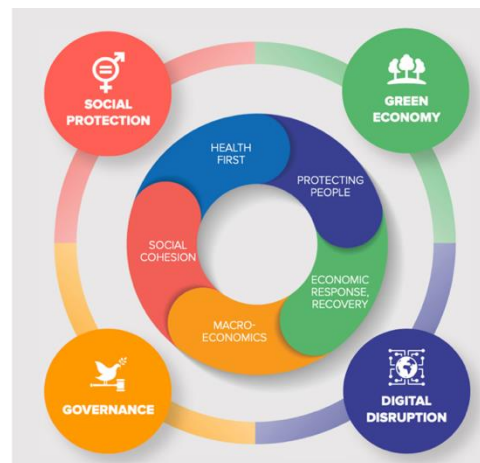 SOCIAL
PROTECTION
GREEN
ECONOMY
HEALTH
FIRST
PROTECTING
PEOPLE
SOCIAL
COHESION
ECONOMIC
RESPONSE,
RECOVERY
MACRO-
ECONOMICS
GOVERNANCE
DIGITAL
DISRUPTION